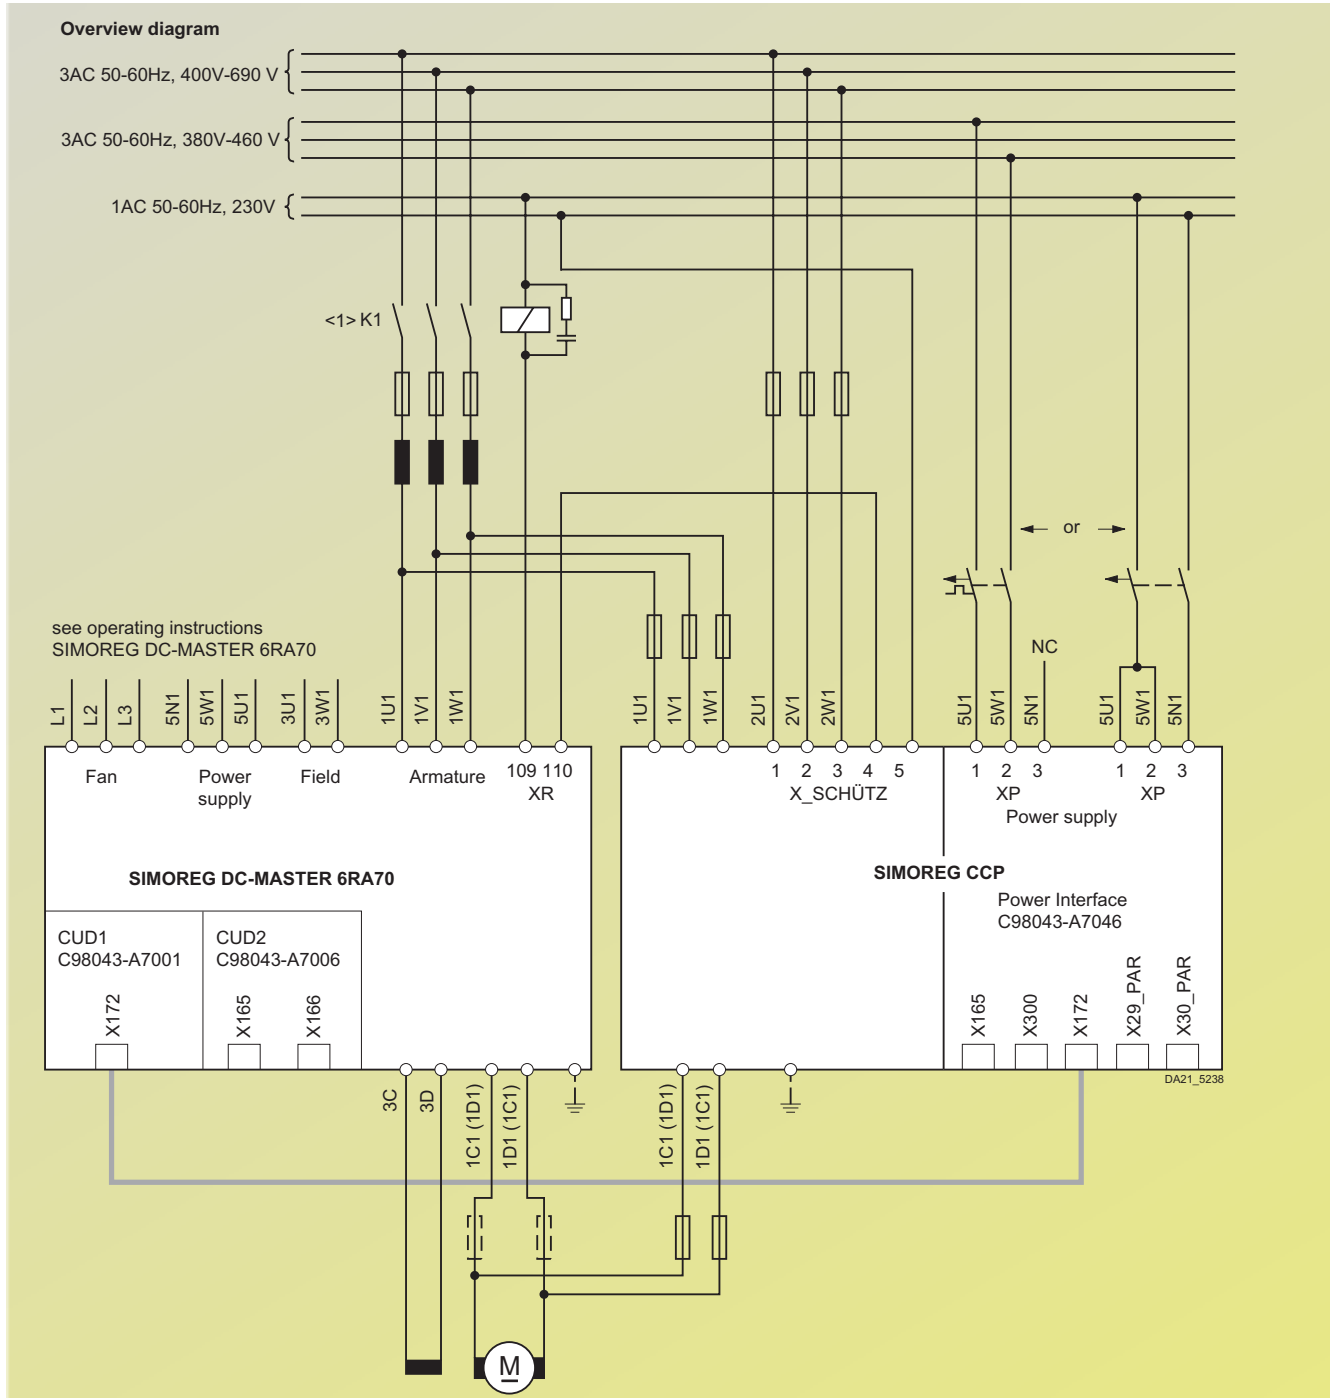 Overview diagram
3AC 50-60Hz, 400V-690 V
3AC 50-60Hz, 380V-460 V
1AC 50-60Hz, 230V
<1> K1
or
see operating instructions
SIMOREG DC-MASTER 6RA70
NC
L1
L2
L3
5N1
5W1
5U1
3U1
3W1
1U1
1V1
1W1
1U1
1V1
1W1
2U1
2V1
2W1
5U1
5W1
5N1
5U1
5W1
5N1
Fan
Power
supply
Field
Armature
109 110
XR
1 2 3 4 5
X_SCHÜTZ
1 2 3
XP
1 2 3
XP
Power supply
SIMOREG DC-MASTER 6RA70
SIMOREG CCP
Power Interface
C98043-A7046
CUD1
C98043-A7001
CUD2
C98043-A7006
X172
X165
X166
X165
X300
X172
X29_PAR
X30_PAR
DA21_5238
3C
3D
1C1 (1D1)
1D1 (1C1)
1C1 (1D1)
1D1 (1C1)
M